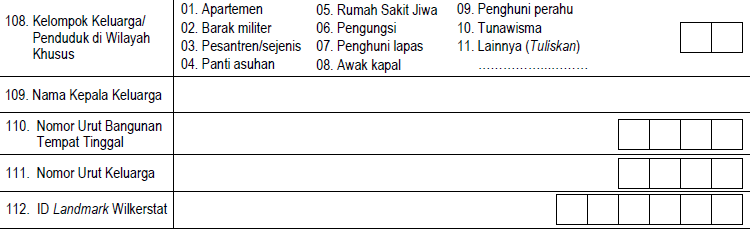 108. Kelompok Keluarga/
Penduduk di Wilayah
Khusus
01. Apartemen
02. Barak militer
03. Pesantren/sejenis
04. Panti asuhan
05. Rumah Sakit Jiwa
06. Pengungsi
07. Penghuni lapas
08. Awak kapal
09. Penghuni perahu
10. Tunawisma
11. Lainnya (Tuliskan)
…………….....………
109. Nama Kepala Keluarga
110. Nomor Urut Bangunan
Tempat Tinggal
111. Nomor Urut Keluarga
112. ID Landmark Wilkerstat